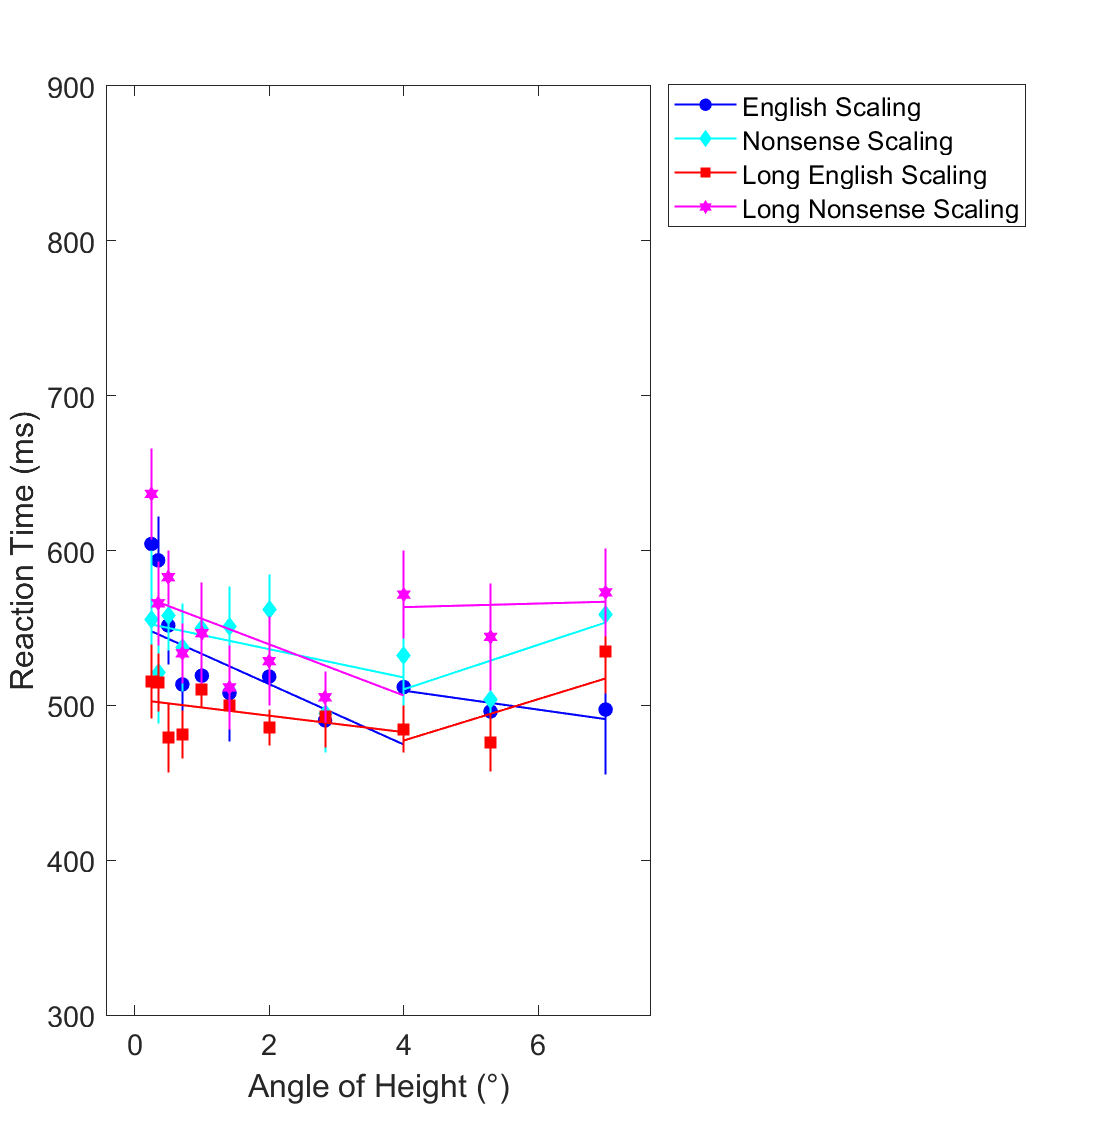 900
800
700
600
500
400
300
Reaction Time (ms)
0 2 4 6
Angle of Height (°)
English Scaling
Nonsense Scaling
Long English Scaling
Long Nonsense Scaling